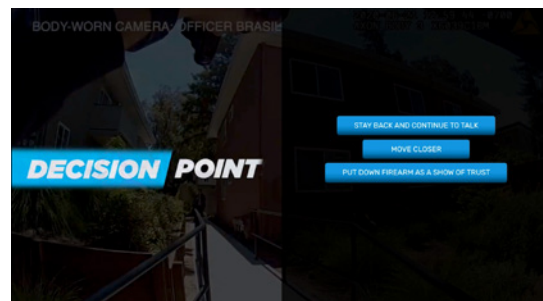 BODY-WORN CAMERA: OFFICER BRASIE
DECISION POINT
STAY BACK AND CONTINUE TO TALK
MOVE CLOSER
PUT DOWN FIREARM AS A SHOW OF TRUST